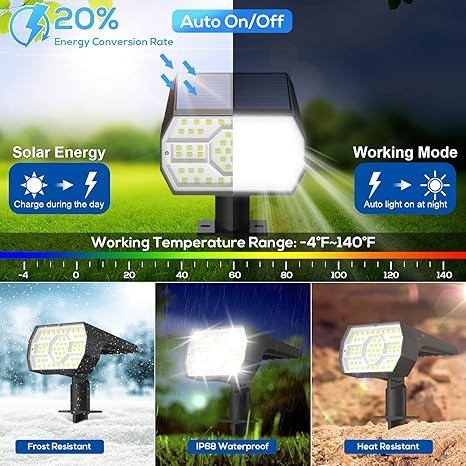 20%
Energy Conversion Rate
Auto On/Off
Solar Energy
Charge during the day
Working Mode
Auto light on at night
Working Temperature Range: -4°F~140°F
-4 0 20 40 60 80 100 120 140
Frost Resistant
IP68 Waterproof
Heat Resistant